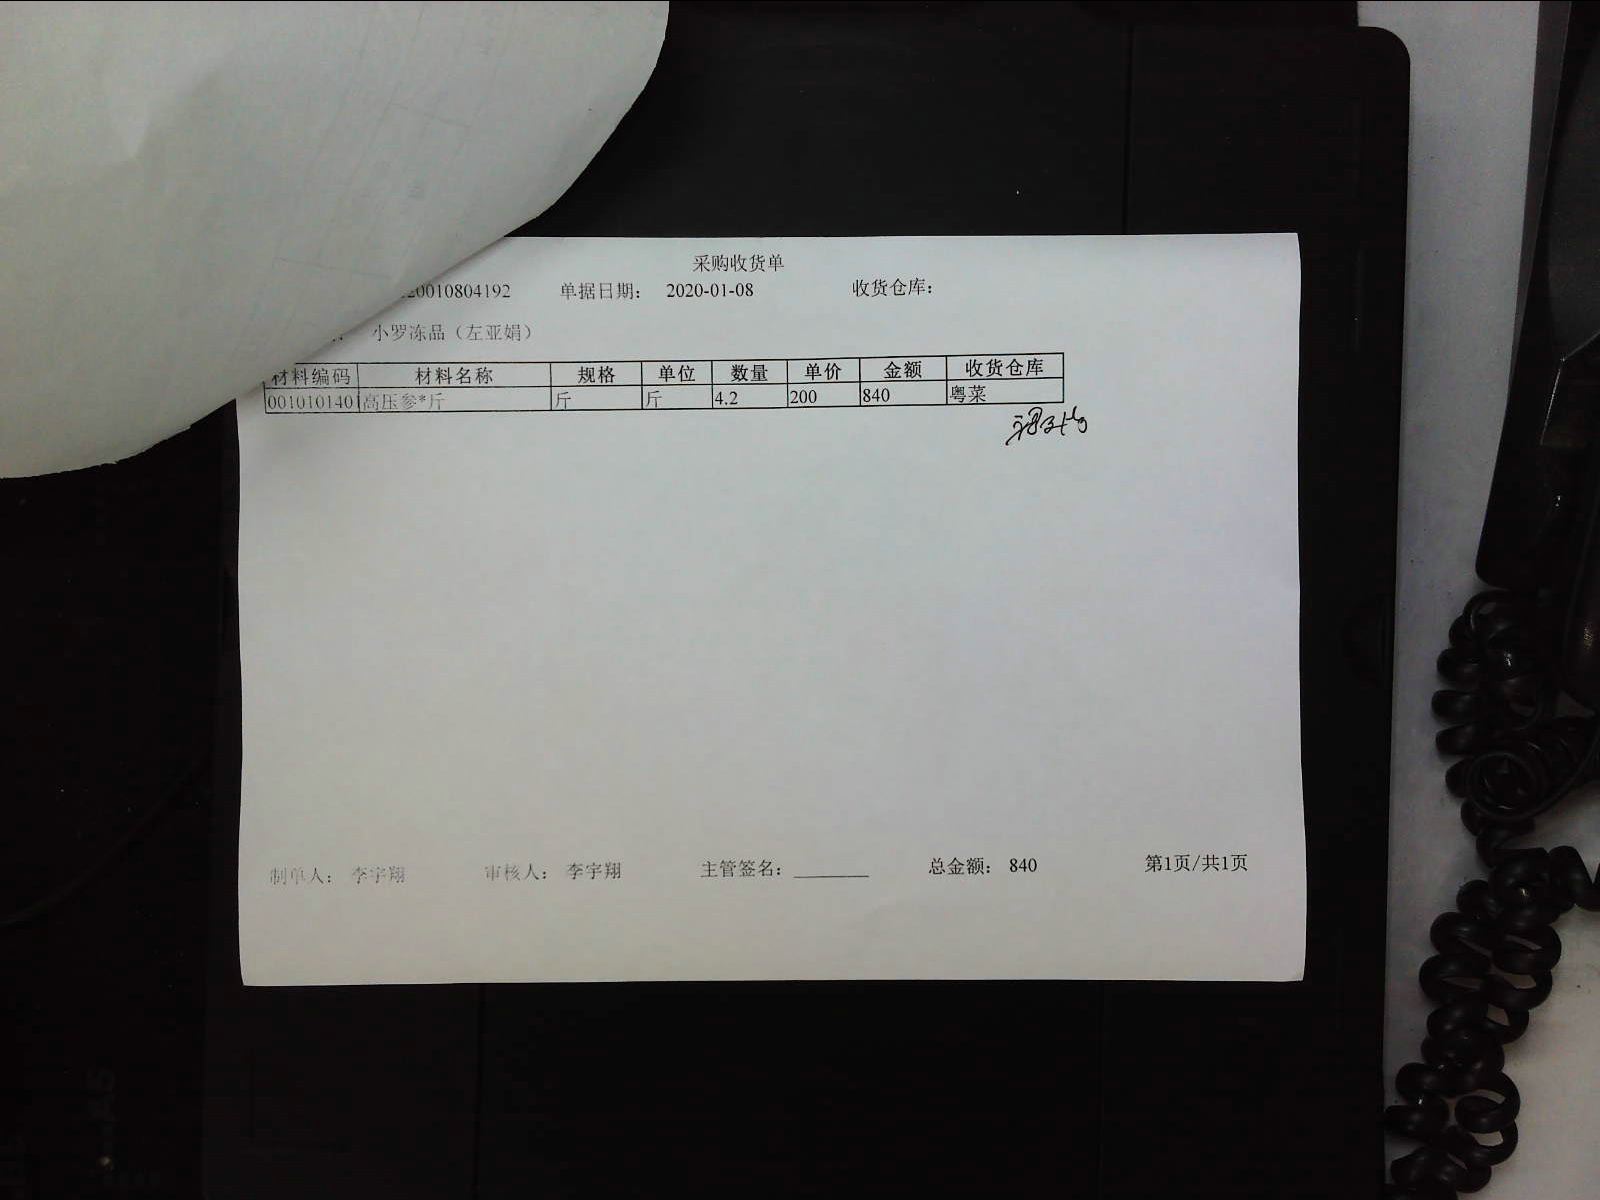 采购收货单
20010804192 单据日期： 2020-01-08 收货仓库：
小罗冻品（左亚娟）
材料编码 材料名称 规格 单位 数量 单价 金额 收货仓库
0010101401 高压参*斤 斤 斤 4.2 200 840 粤菜
制单人： 李宇翔 审核人： 李宇翔 主管签名：________ 总金额： 840 第1页/共1页